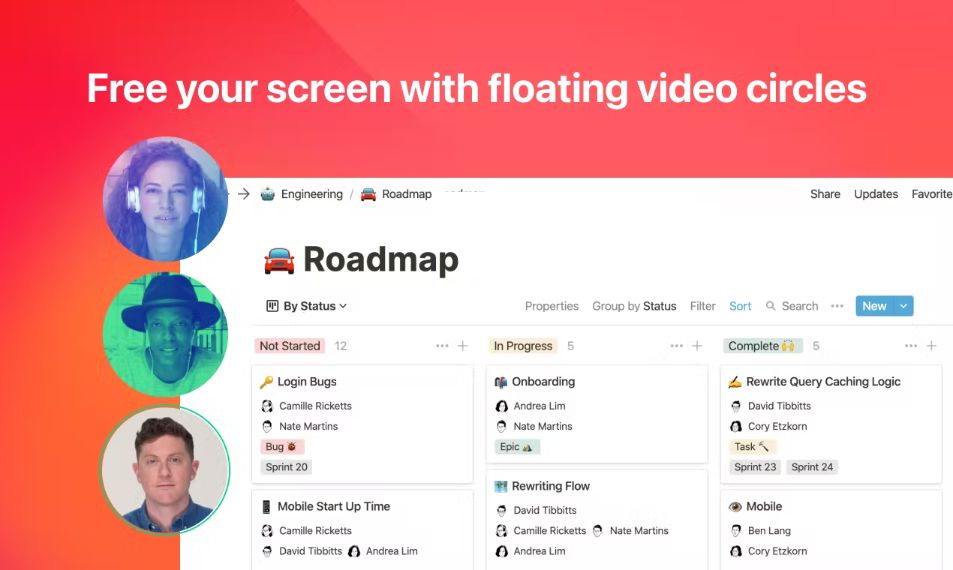 Free your screen with floating video circles
Engineering / Roadmap
Share Updates Favorite
Roadmap
By Status
Properties Group by Status Filter Sort Search ••• New
Not Started 12
In Progress 5
Complete 5
Login Bugs
Camille Ricketts
Nate Martins
Bug
Sprint 20
Mobile Start Up Time
Camille Ricketts
David Tibbitts Andrea Lim
Onboarding
Andrea Lim
Nate Martins
Epic
Rewriting Flow
David Tibbitts
Camille Ricketts Nate Martins
Andrea Lim
Rewrite Query Caching Logic
David Tibbitts
Cory Etzkorn
Task
Sprint 23 Sprint 24
Mobile
Ben Lang
Cory Etzkorn